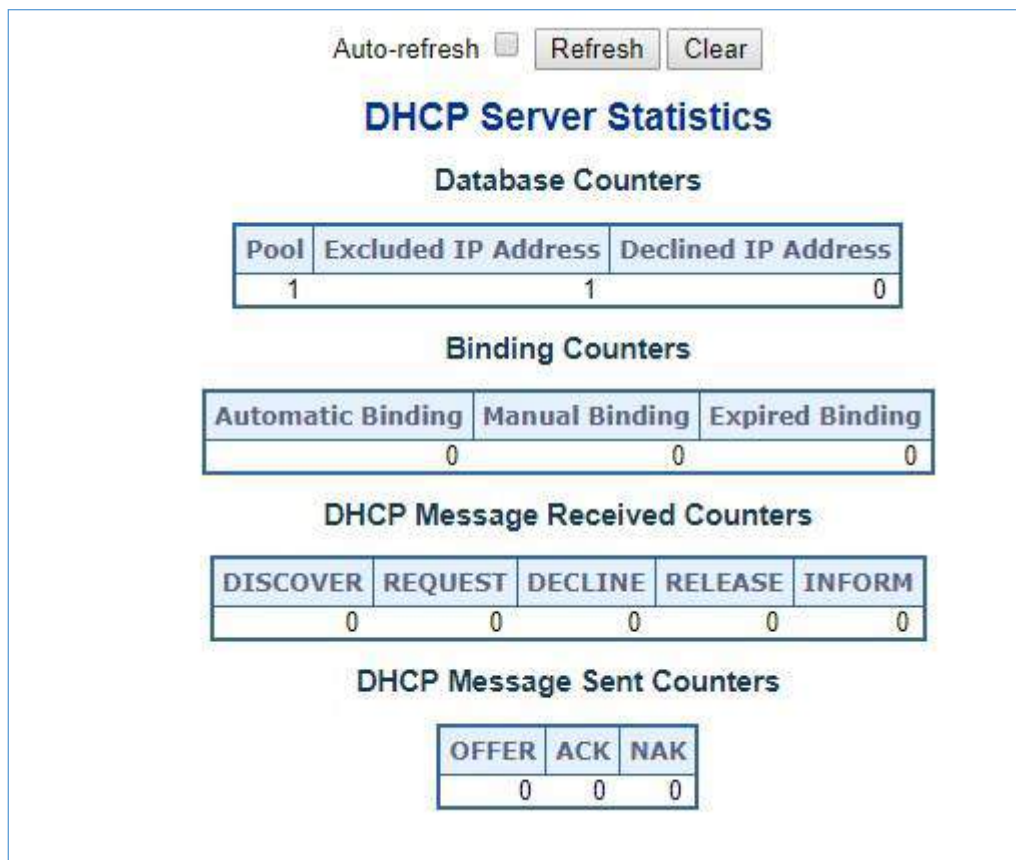 Auto-refresh Refresh Clear
DHCP Server Statistics
Database Counters
Pool Excluded IP Address Declined IP Address
1 1 0
Binding Counters
Automatic Binding Manual Binding Expired Binding
0 0 0
DHCP Message Received Counters
DISCOVER REQUEST DECLINE RELEASE INFORM
0 0 0 0 0
DHCP Message Sent Counters
OFFER ACK NAK
0 0 0